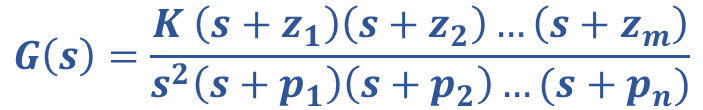 G(s) = K (s + z₁)(s + z₂) … (s + zₘ) / s²(s + p₁)(s + p₂) … (s + pₙ)